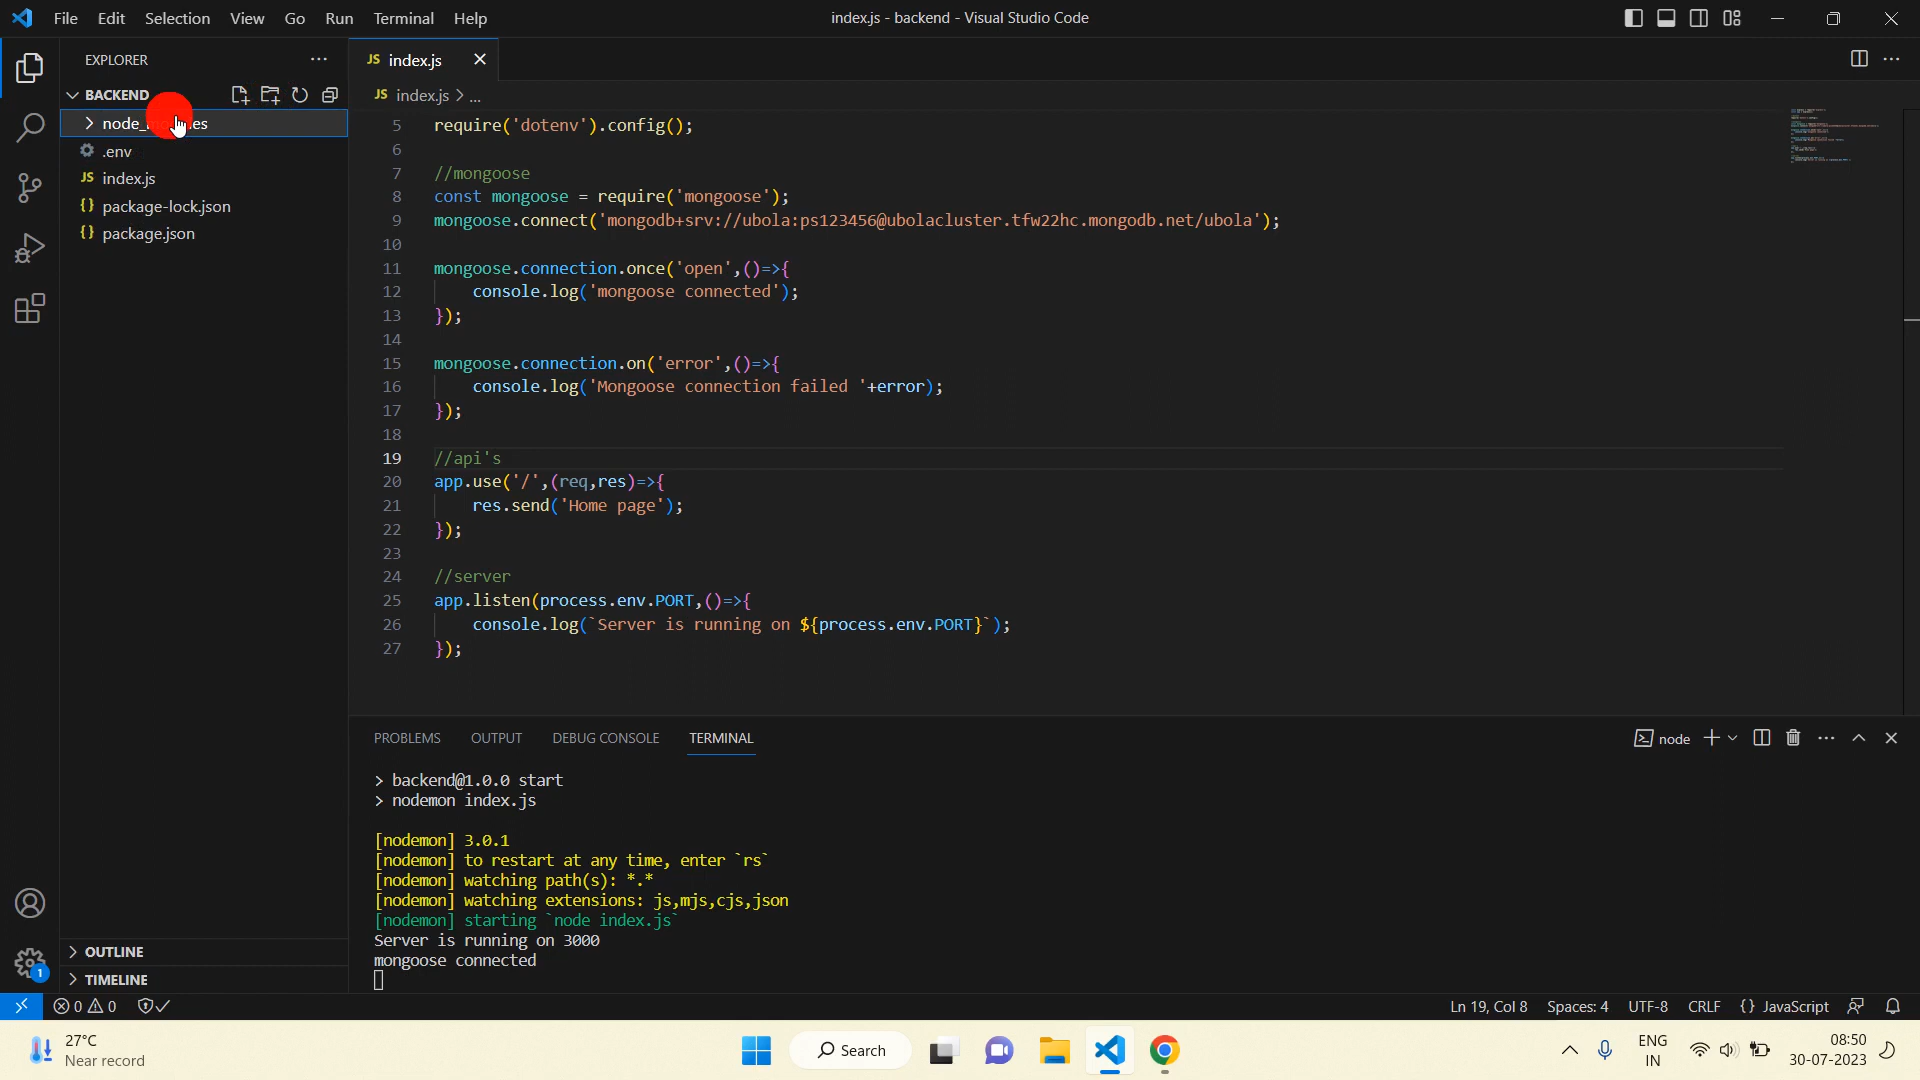 File Edit Selection View Go Run Terminal Help
index.js - backend - Visual Studio Code
EXPLORER
BACKEND
.env
JS index.js
{} package-lock.json
{} package.json
OUTLINE
TIMELINE
JS index.js
JS index.js > ...
5 require('dotenv').config();
6
7 //mongoose
8 const mongoose = require('mongoose');
9 mongoose.connect('mongodb+srv://ubola:ps123456@ubolacluster.tfw22hc.mongodb.net/ubola');
10
11 mongoose.connection.once('open',()=>{
12 console.log('mongoose connected');
13 });
14
15 mongoose.connection.on('error',()=>{
16 console.log('Mongoose connection failed '+error);
17 });
18
19 //api's
20 app.use('/',(req,res)=>{
21 res.send('Home page');
22 });
23
24 //server
25 app.listen(process.env.PORT,()=>{
26 console.log(`Server is running on ${process.env.PORT}`);
27 });
PROBLEMS OUTPUT DEBUG CONSOLE TERMINAL
node
> backend@1.0.0 start
> nodemon index.js
[nodemon] 3.0.1
[nodemon] to restart at any time, enter `rs`
[nodemon] watching path(s): *.*
[nodemon] watching extensions: js,mjs,cjs,json
[nodemon] starting `node index.js`
Server is running on 3000
mongoose connected
1
0 0
Ln 19, Col 8 Spaces: 4 UTF-8 CRLF {} JavaScript
27°C
Near record
Search
ENG
IN
08:50
30-07-2023